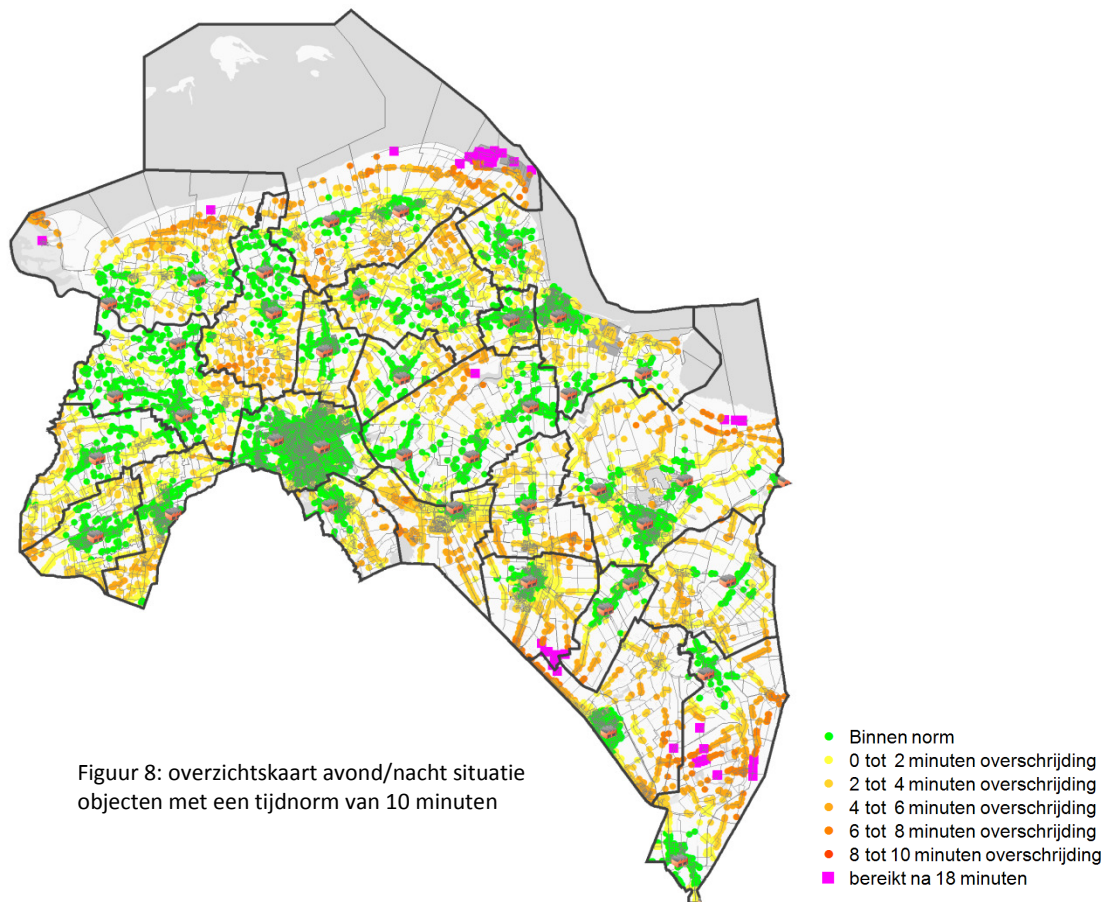 Figuur 8: overzichtskaart avond/nacht situatie
objecten met een tijdnorm van 10 minuten
Binnen norm
0 tot 2 minuten overschrijding
2 tot 4 minuten overschrijding
4 tot 6 minuten overschrijding
6 tot 8 minuten overschrijding
8 tot 10 minuten overschrijding
bereikt na 18 minuten